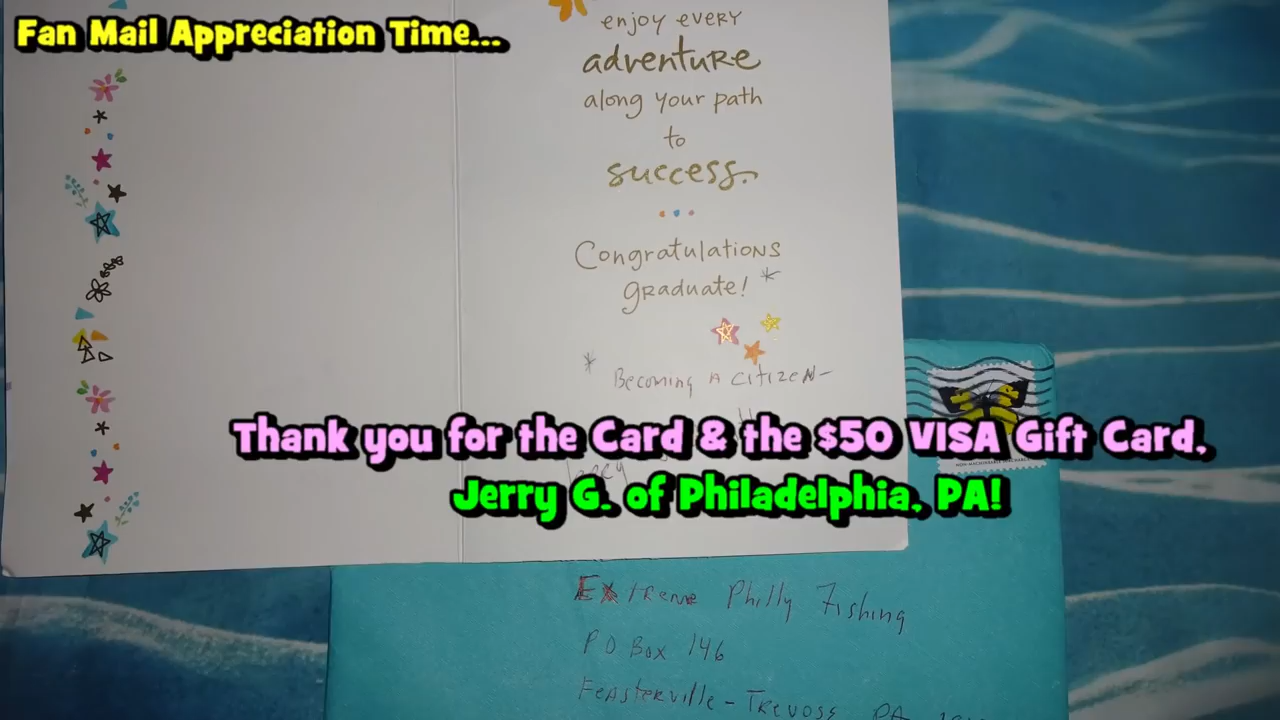 Fan Mail Appreciation Time...
enjoy every
adventure
along your path
to
success.
Congratulations
graduate! *
* Becoming A citizen-
Thank you for the Card & the $50 VISA Gift Card,
Jerry G. of Philadelphia, PA!
Extreme Philly Fishing
PO Box 146
Feasterville - Trevose PA